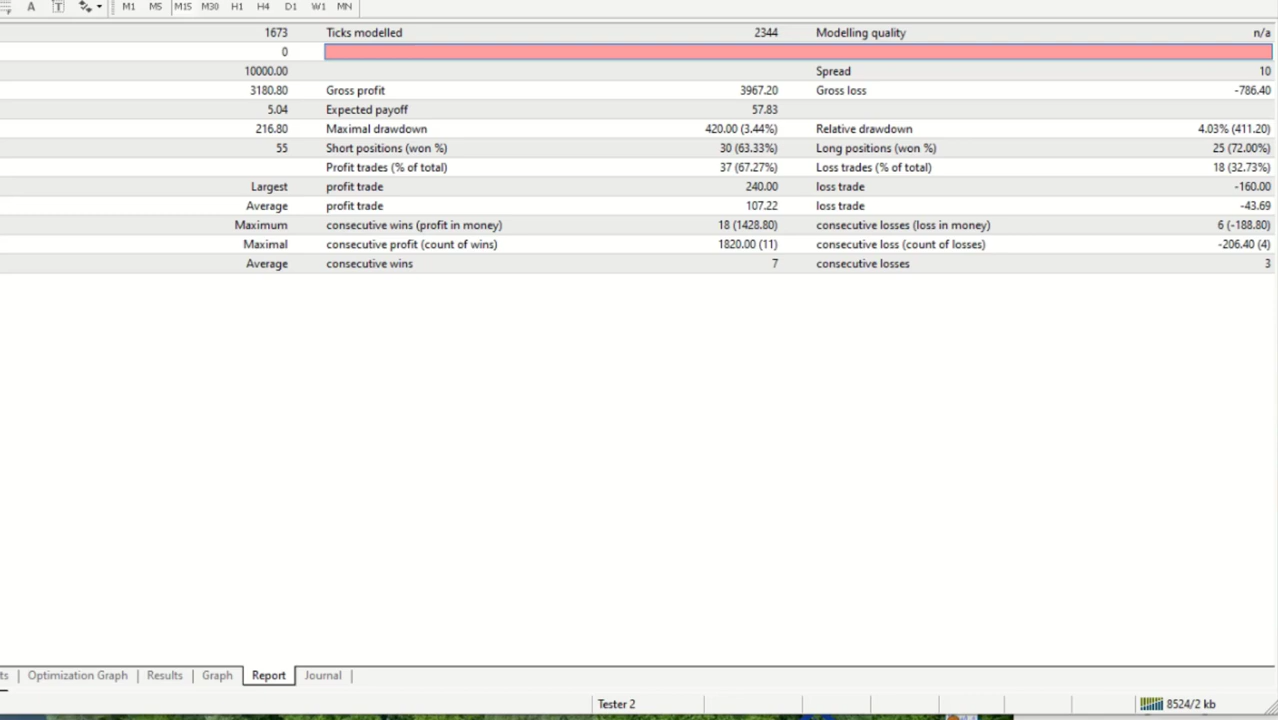 A T M1 M5 M15 M30 H1 H4 D1 W1 MN
1673 Ticks modelled 2344 Modelling quality n/a
0
10000.00 Spread 10
3180.80 Gross profit 3967.20 Gross loss -786.40
5.04 Expected payoff 57.83
216.80 Maximal drawdown 420.00 (3.44%) Relative drawdown 4.03% (411.20)
55 Short positions (won %) 30 (63.33%) Long positions (won %) 25 (72.00%)
Profit trades (% of total) 37 (67.27%) Loss trades (% of total) 18 (32.73%)
Largest profit trade 240.00 loss trade -160.00
Average profit trade 107.22 loss trade -43.69
Maximum consecutive wins (profit in money) 18 (1428.80) consecutive losses (loss in money) 6 (-188.80)
Maximal consecutive profit (count of wins) 1820.00 (11) consecutive loss (count of losses) -206.40 (4)
Average consecutive wins 7 consecutive losses 3
ts | Optimization Graph | Results | Graph | Report | Journal |
Tester 2 8524/2 kb